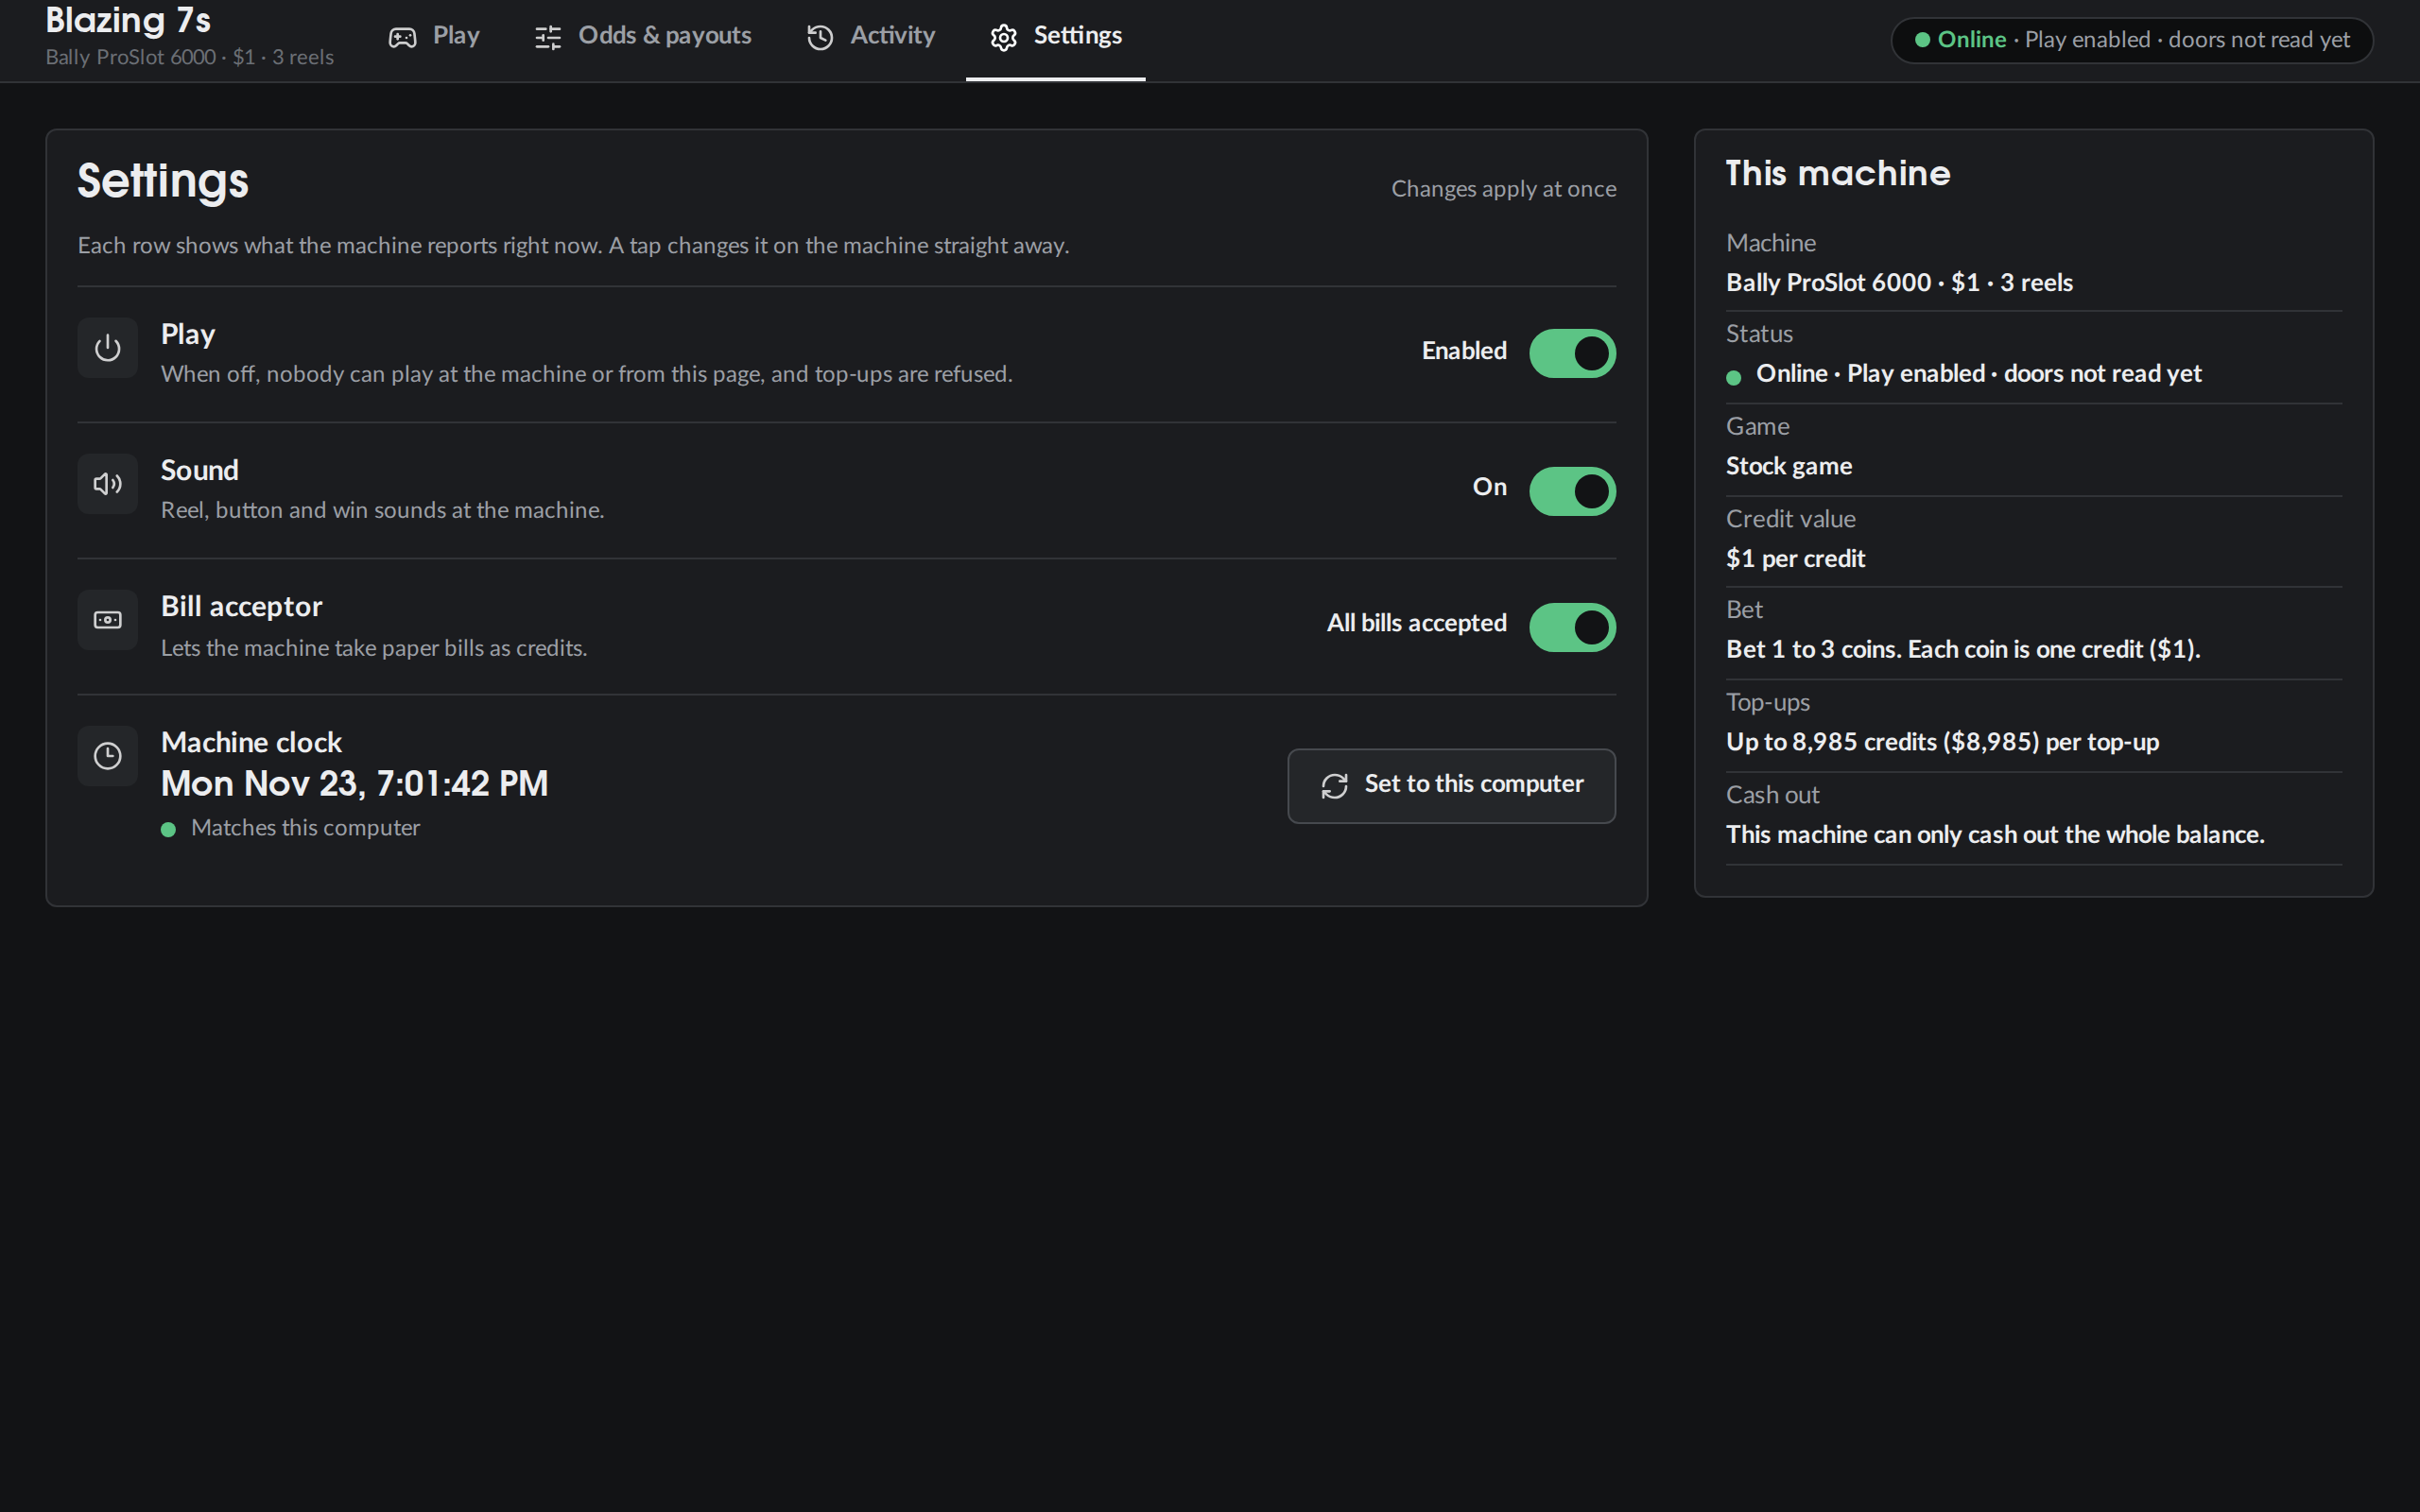 Blazing 7s
Bally ProSlot 6000 · $1 · 3 reels
Play
Odds & payouts
Activity
Settings
Online · Play enabled · doors not read yet
Settings
Changes apply at once
Each row shows what the machine reports right now. A tap changes it on the machine straight away.
Play
When off, nobody can play at the machine or from this page, and top-ups are refused.
Enabled
Sound
Reel, button and win sounds at the machine.
On
Bill acceptor
Lets the machine take paper bills as credits.
All bills accepted
Machine clock
Mon Nov 23, 7:01:42 PM
Matches this computer
Set to this computer
This machine
Machine
Bally ProSlot 6000 · $1 · 3 reels
Status
Online · Play enabled · doors not read yet
Game
Stock game
Credit value
$1 per credit
Bet
Bet 1 to 3 coins. Each coin is one credit ($1).
Top-ups
Up to 8,985 credits ($8,985) per top-up
Cash out
This machine can only cash out the whole balance.